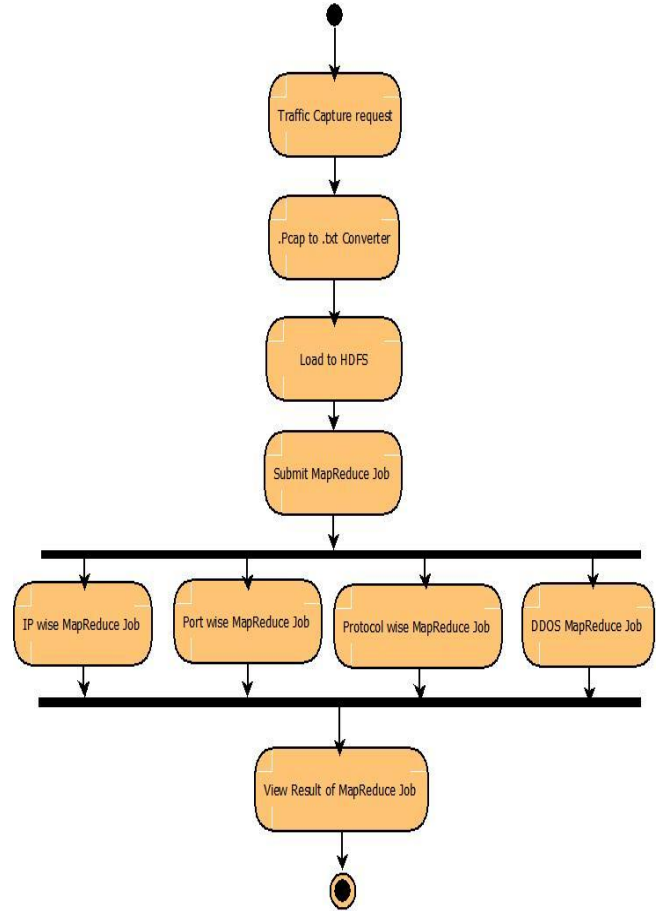 Traffic Capture request
.Pcap to .txt Converter
Load to HDFS
Submit MapReduce Job
IP wise MapReduce Job
Port wise MapReduce Job
Protocol wise MapReduce Job
DDOS MapReduce Job
View Result of MapReduce Job